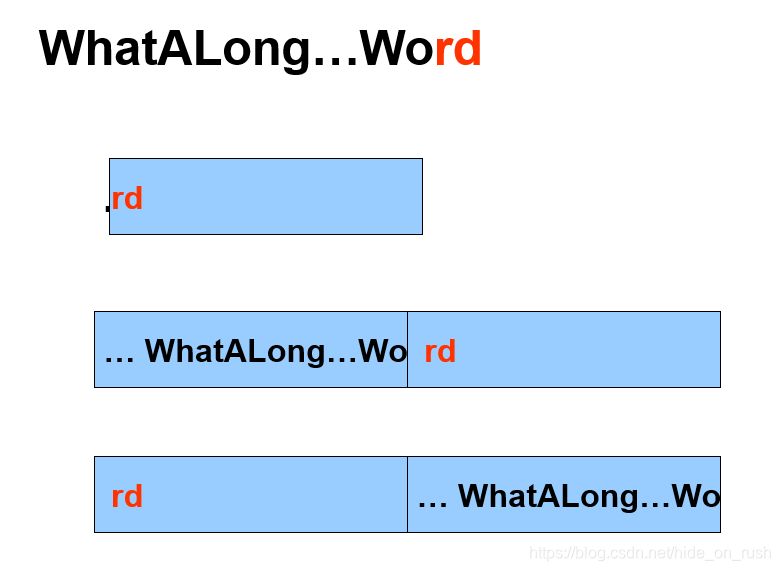 WhatALong…Word
.rd
… WhatALong…Wo rd
rd … WhatALong…Wo
https://blog.csdn.net/hide_on_rush